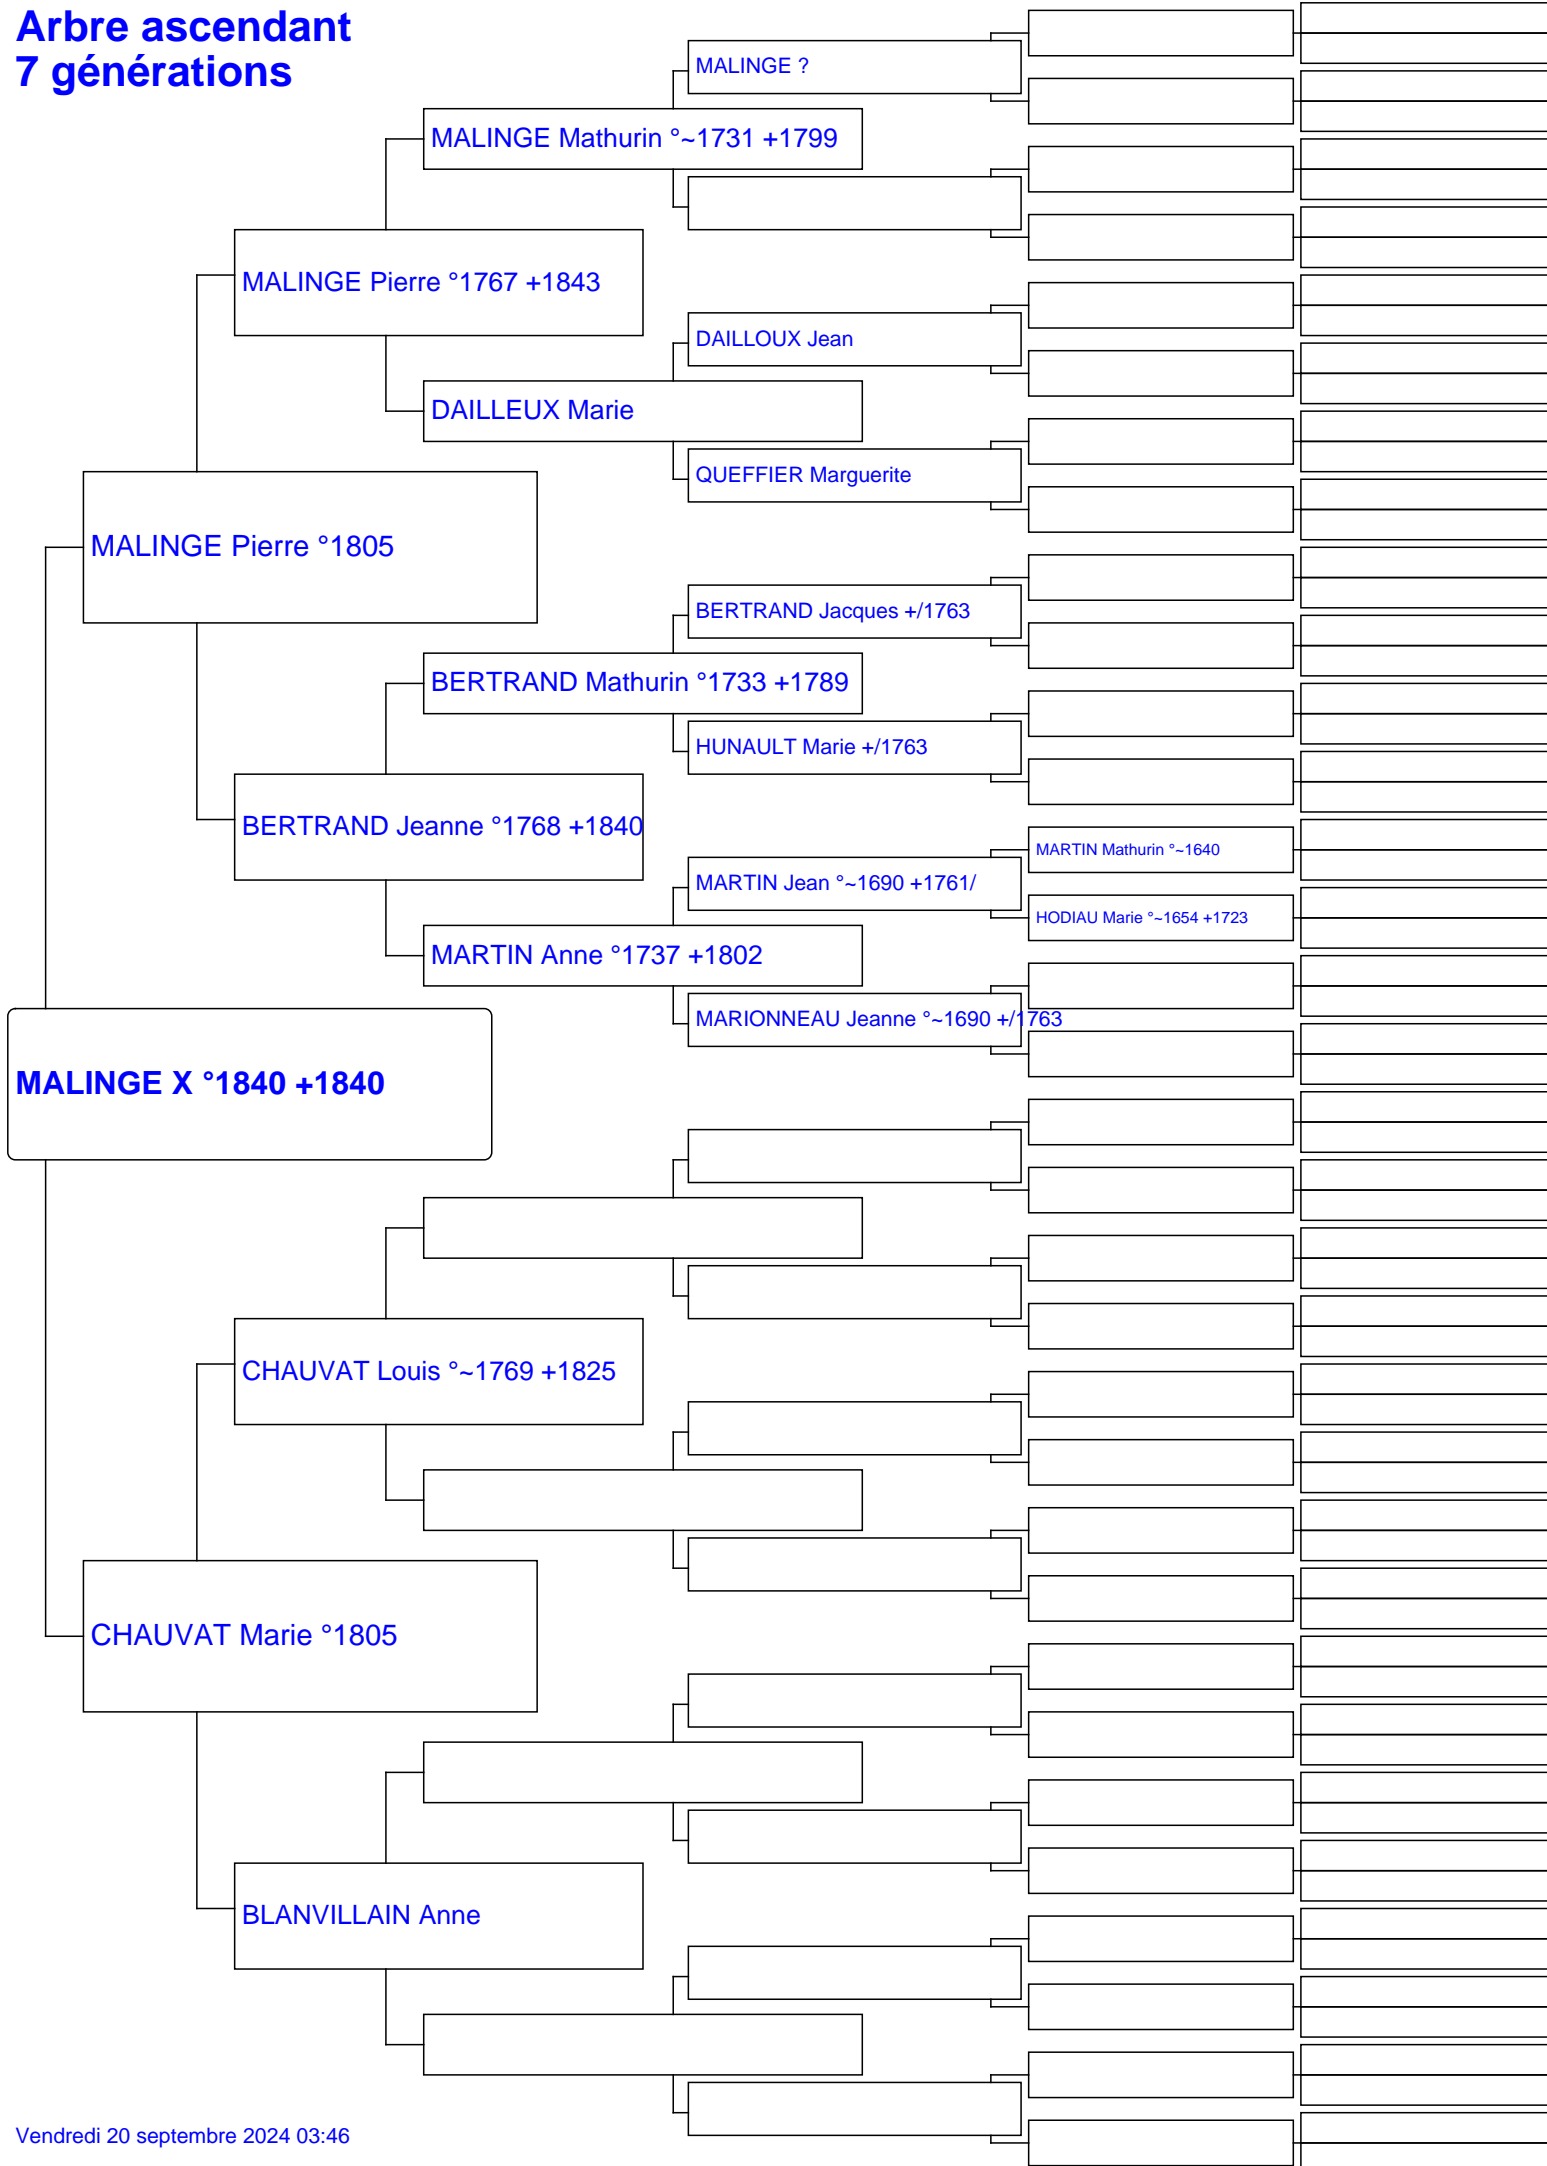 Arbre ascendant
7 générations
MALINGE ?
MALINGE Mathurin °~1731 +1799
MALINGE Pierre °1767 +1843
DAILLOUX Jean
DAILLEUX Marie
QUEFFIER Marguerite
MALINGE Pierre °1805
BERTRAND Jacques +/1763
BERTRAND Mathurin °1733 +1789
HUNAULT Marie +/1763
BERTRAND Jeanne °1768 +1840
MARTIN Mathurin °~1640
MARTIN Jean °~1690 +1761/
HODIAU Marie °~1654 +1723
MARTIN Anne °1737 +1802
MARIONNEAU Jeanne °~1690 +/1763
MALINGE X °1840 +1840
CHAUVAT Louis °~1769 +1825
CHAUVAT Marie °1805
BLANVILLAIN Anne
Vendredi 20 septembre 2024 03:46